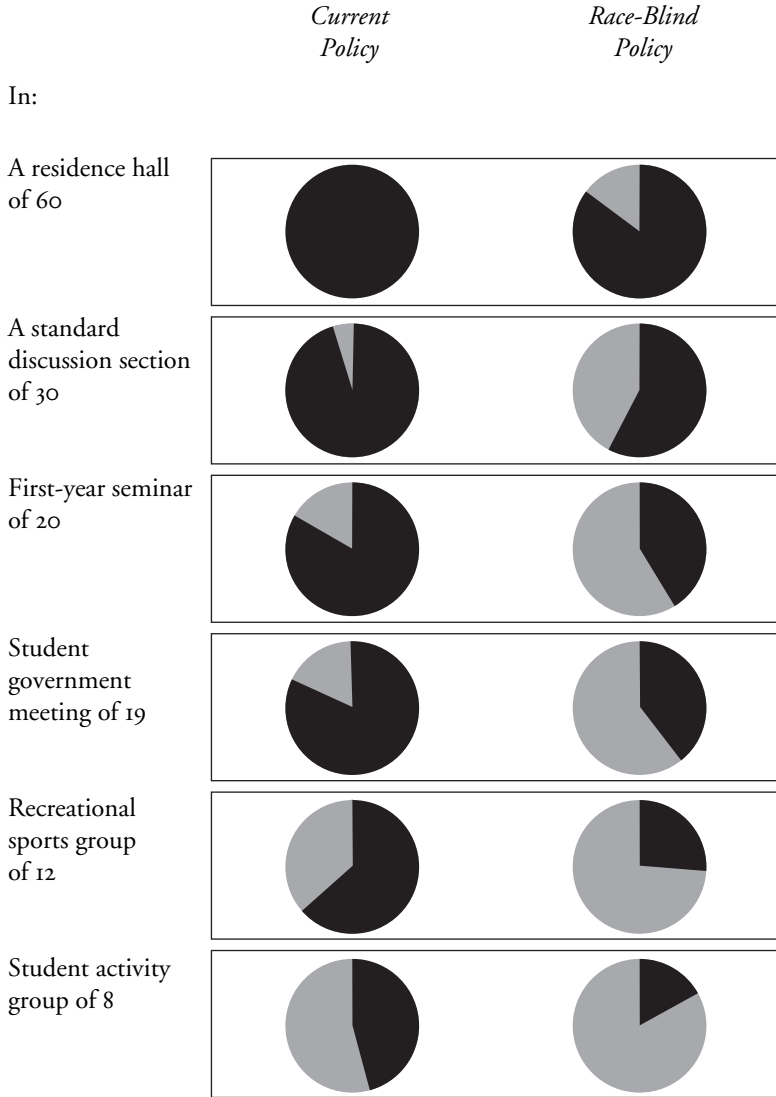 Current
Policy
Race-Blind
Policy
In:
A residence hall
of 60
A standard
discussion section
of 30
First-year seminar
of 20
Student
government
meeting of 19
Recreational
sports group
of 12
Student activity
group of 8